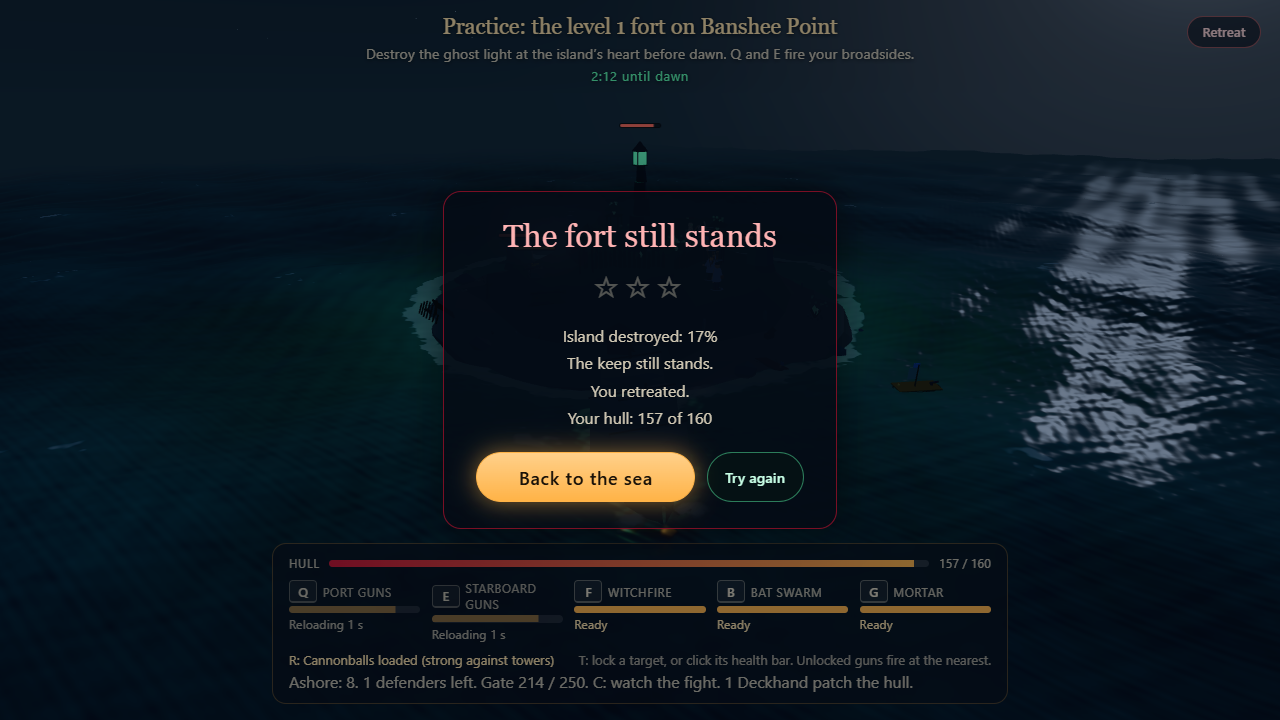 Practice: the level 1 fort on Banshee Point
Retreat
Destroy the ghost light at the island's heart before dawn. Q and E fire your broadsides.
2:12 until dawn
The fort still stands
Island destroyed: 17%
The keep still stands.
You retreated.
Your hull: 157 of 160
Back to the sea
Try again
HULL
157 / 160
Q PORT GUNS
Reloading 1 s
E STARBOARD GUNS
Reloading 1 s
F WITCHFIRE
Ready
B BAT SWARM
Ready
G MORTAR
Ready
R: Cannonballs loaded (strong against towers)
T: lock a target, or click its health bar. Unlocked guns fire at the nearest.
Ashore: 8. 1 defenders left. Gate 214 / 250. C: watch the fight. 1 Deckhand patch the hull.